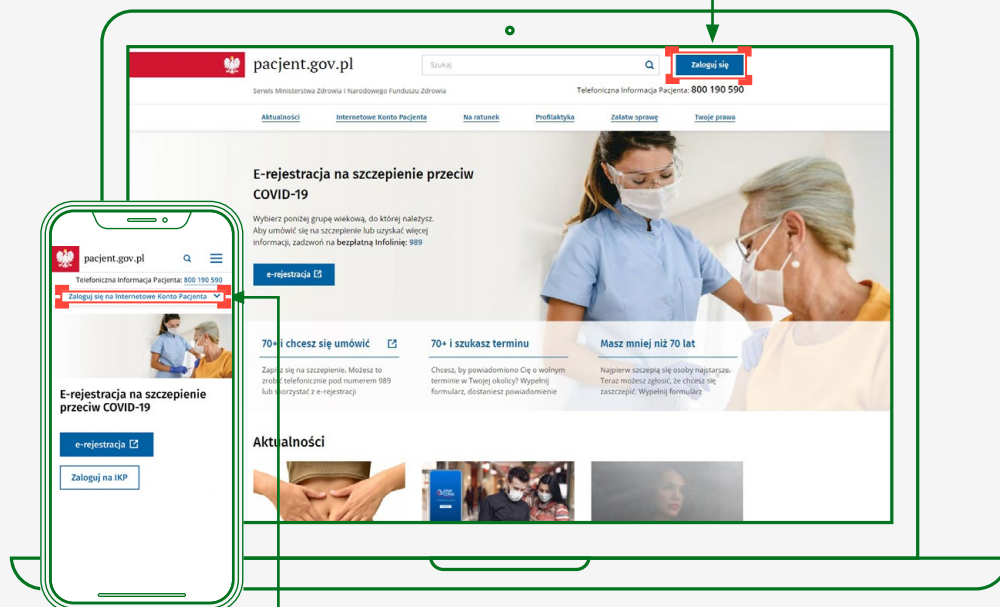 pacjent.gov.pl
Szukaj
Zaloguj się
Serwis Ministerstwa Zdrowia i Narodowego Funduszu Zdrowia
Telefoniczna Informacja Pacjenta: 800 190 590
Aktualności
Internetowe Konto Pacjenta
Na ratunek
Profilaktyka
Załatw sprawę
Twoje prawa
E-rejestracja na szczepienie przeciw
COVID-19
Wybierz poniżej grupę wiekową, do której należysz.
Aby umówić się na szczepienie lub uzyskać więcej
informacji, zadzwoń na bezpłatną Infolinię: 989
e-rejestracja
70+ i chcesz się umówić
Zapisz się na szczepienie. Możesz to
zrobić telefonicznie pod numerem 989
lub skorzystać z e-rejestracji
70+ i szukasz terminu
Chcesz, by powiadomiono Cię o wolnym
terminie w Twojej okolicy? Wypełnij
formularz, dostaniesz powiadomienie
Masz mniej niż 70 lat
Najpierw szczepią się osoby najstarsze.
Teraz możesz zgłosić, że chcesz się
zaszczepić. Wypełnij formularz
Aktualności
pacjent.gov.pl
Telefoniczna Informacja Pacjenta: 800 190 590
Zaloguj się na Internetowe Konto Pacjenta
E-rejestracja na szczepienie
przeciw COVID-19
e-rejestracja
Zaloguj na IKP